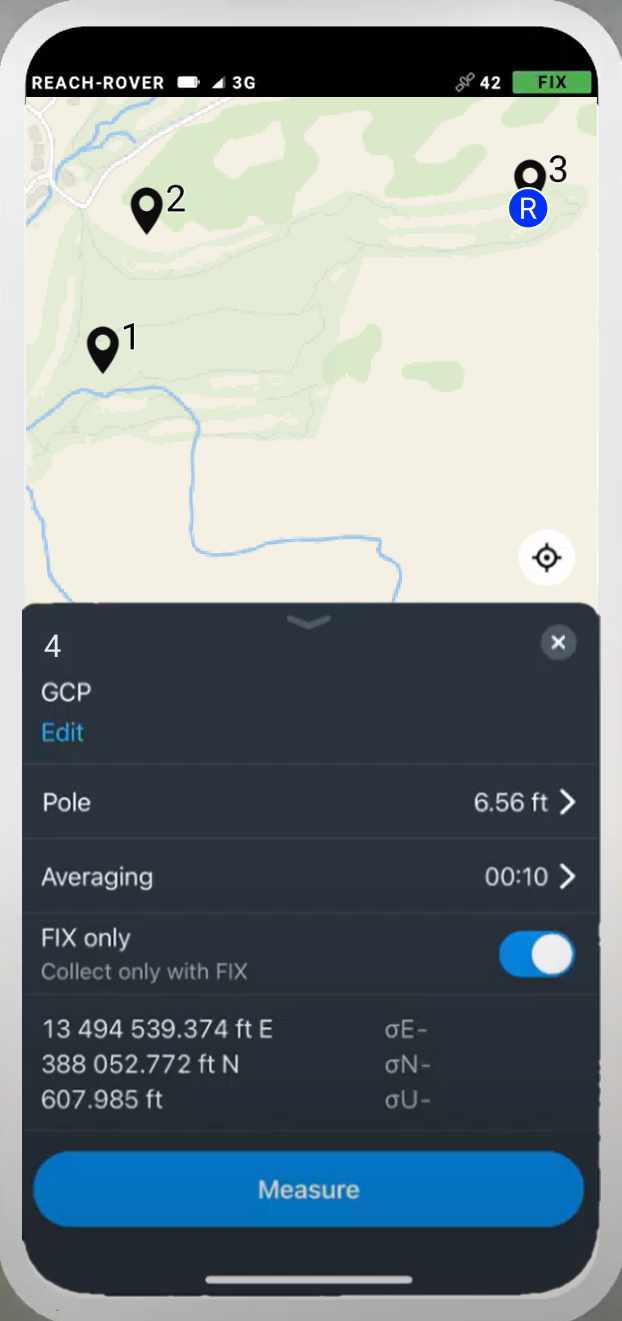 REACH-ROVER 3G 42 FIX
3
2
R
1
4
GCP
Edit
Pole 6.56 ft
Averaging 00:10
FIX only
Collect only with FIX
13 494 539.374 ft E σE-
388 052.772 ft N σN-
607.985 ft σU-
Measure